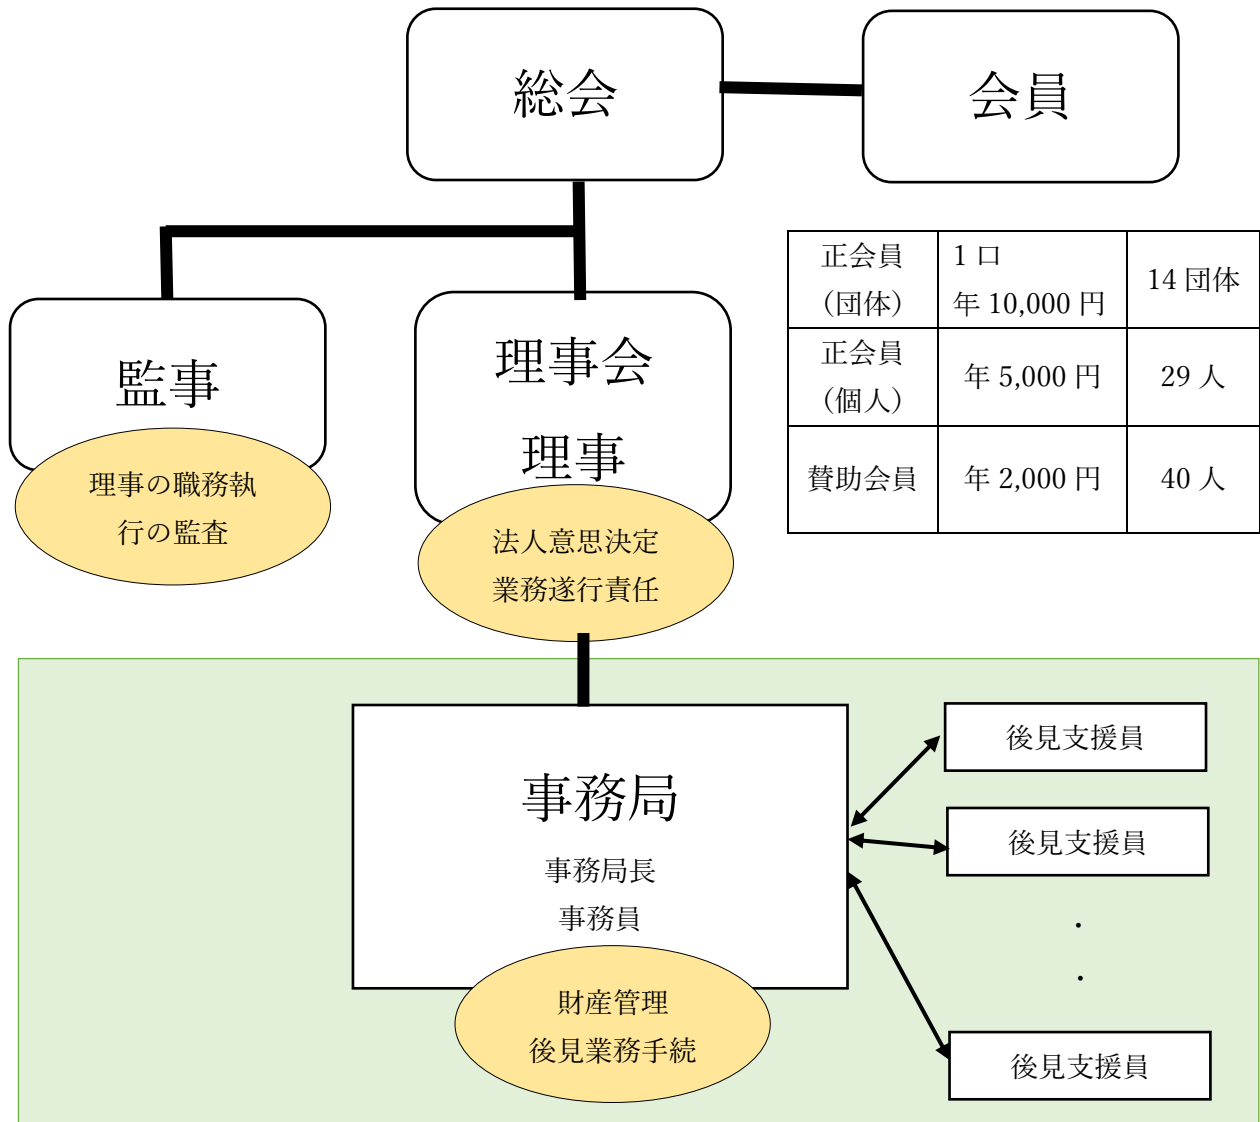 総会
会員
正会員
（団体）
1 口
年 10,000 円
14 団体
正会員
（個人）
年 5,000 円
29 人
賛助会員
年 2,000 円
40 人
監事
理事の職務執
行の監査
理事会
理事
法人意思決定
業務遂行責任
事務局
事務局長
事務員
財産管理
後見業務手続
後見支援員
後見支援員
・
・
後見支援員